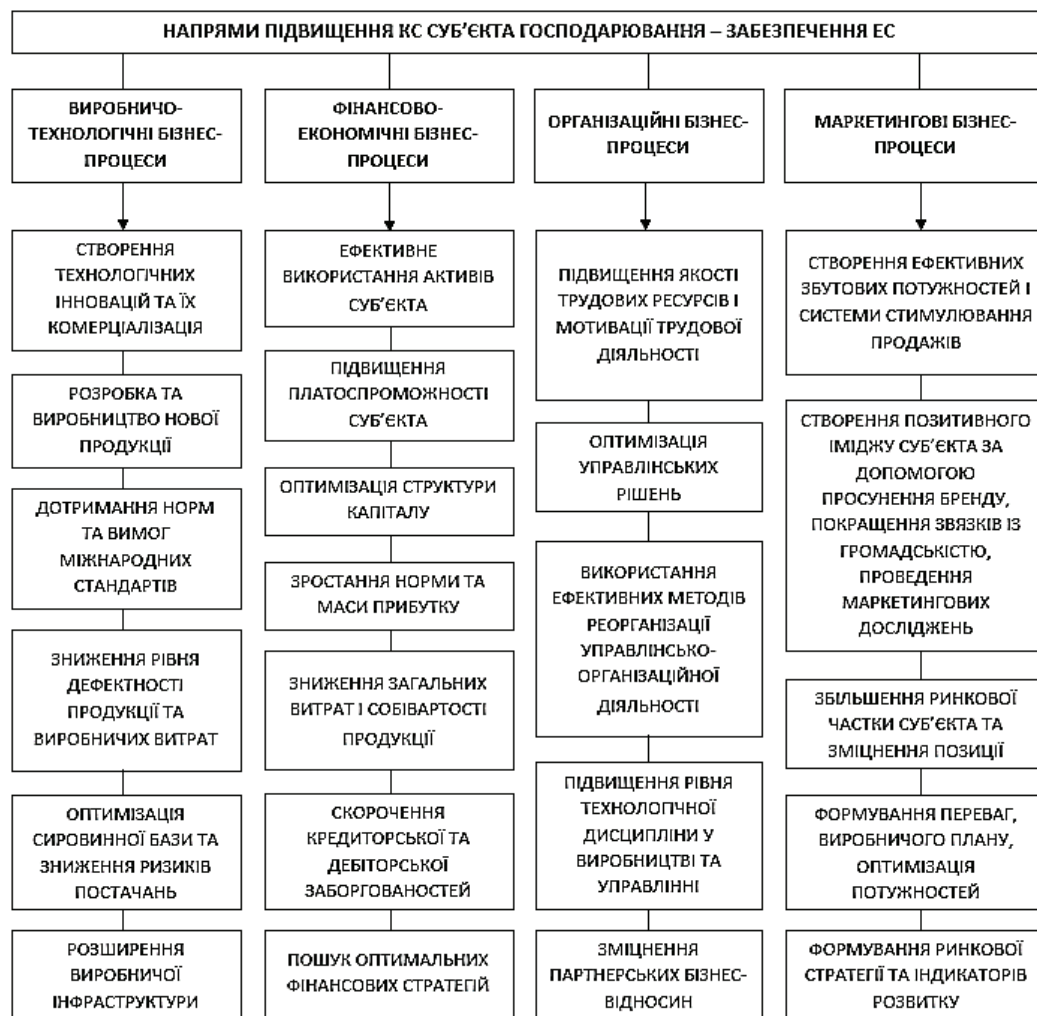 НАПРЯМИ ПІДВИЩЕННЯ КС СУБ’ЄКТА ГОСПОДАРЮВАННЯ – ЗАБЕЗПЕЧЕННЯ ЕС
ВИРОБНИЧО-
ТЕХНОЛОГІЧНІ БІЗНЕС-
ПРОЦЕСИ
СТВОРЕННЯ
ТЕХНОЛОГІЧНИХ
ІННОВАЦІЙ ТА ЇХ
КОМЕРЦІАЛІЗАЦІЯ
РОЗРОБКА ТА
ВИРОБНИЦТВО НОВОЇ
ПРОДУКЦІЇ
ДОТРИМАННЯ НОРМ
ТА ВИМОГ
МІЖНАРОДНИХ
СТАНДАРТІВ
ЗНИЖЕННЯ РІВНЯ
ДЕФЕКТНОСТІ
ПРОДУКЦІЇ ТА
ВИРОБНИЧИХ ВИТРАТ
ОПТИМІЗАЦІЯ
СИРОВИННОЇ БАЗИ ТА
ЗНИЖЕННЯ РИЗИКІВ
ПОСТАЧАНЬ
РОЗШИРЕННЯ
ВИРОБНИЧОЇ
ІНФРАСТРУКТУРИ
ФІНАНСОВО-
ЕКОНОМІЧНІ БІЗНЕС-
ПРОЦЕСИ
ЕФЕКТИВНЕ
ВИКОРИСТАННЯ АКТИВІВ
СУБ’ЄКТА
ПІДВИЩЕННЯ
ПЛАТОСПРОМОЖНОСТІ
СУБ’ЄКТА
ОПТИМІЗАЦІЯ СТРУКТУРИ
КАПІТАЛУ
ЗРОСТАННЯ НОРМИ ТА
МАСИ ПРИБУТКУ
ЗНИЖЕННЯ ЗАГАЛЬНИХ
ВИТРАТ І СОБІВАРТОСТІ
ПРОДУКЦІЇ
СКОРОЧЕННЯ
КРЕДИТОРСЬКОЇ ТА
ДЕБІТОРСЬКОЇ
ЗАБОРГОВАНОСТЕЙ
ПОШУК ОПТИМАЛЬНИХ
ФІНАНСОВИХ СТРАТЕГІЙ
ОРГАНІЗАЦІЙНІ БІЗНЕС-
ПРОЦЕСИ
ПІДВИЩЕННЯ ЯКОСТІ
ТРУДОВИХ РЕСУРСІВ І
МОТИВАЦІЇ ТРУДОВОЇ
ДІЯЛЬНОСТІ
ОПТИМІЗАЦІЯ
УПРАВЛІНСЬКИХ
РІШЕНЬ
ВИКОРИСТАННЯ
ЕФЕКТИВНИХ МЕТОДІВ
РЕОРГАНІЗАЦІЇ
УПРАВЛІНСЬКО-
ОРГАНІЗАЦІЙНОЇ
ДІЯЛЬНОСТІ
ПІДВИЩЕННЯ РІВНЯ
ТЕХНОЛОГІЧНОЇ
ДИСЦИПЛІНИ У
ВИРОБНИЦТВІ ТА
УПРАВЛІННІ
ЗМІЦНЕННЯ
ПАРТНЕРСЬКИХ БІЗНЕС-
ВІДНОСИН
МАРКЕТИНГОВІ БІЗНЕС-
ПРОЦЕСИ
СТВОРЕННЯ ЕФЕКТИВНИХ
ЗБУТОВИХ ПОТУЖНОСТЕЙ І
СИСТЕМИ СТИМУЛЮВАННЯ
ПРОДАЖІВ
СТВОРЕННЯ ПОЗИТИВНОГО
ІМІДЖУ СУБ’ЄКТА ЗА
ДОПОМОГОЮ
ПРОСУНЕННЯ БРЕНДУ,
ПОКРАЩЕННЯ ЗВЯЗКІВ ІЗ
ГРОМАДСЬКІСТЮ,
ПРОВЕДЕННЯ
МАРКЕТИНГОВИХ
ДОСЛІДЖЕНЬ
ЗБІЛЬШЕННЯ РИНКОВОЇ
ЧАСТКИ СУБ’ЄКТА ТА
ЗМІЦНЕННЯ ПОЗИЦІЇ
ФОРМУВАННЯ ПЕРЕВАГ,
ВИРОБНИЧОГО ПЛАНУ,
ОПТИМІЗАЦІЯ
ПОТУЖНОСТЕЙ
ФОРМУВАННЯ РИНКОВОЇ
СТРАТЕГІЇ ТА ІНДИКАТОРІВ
РОЗВИТКУ